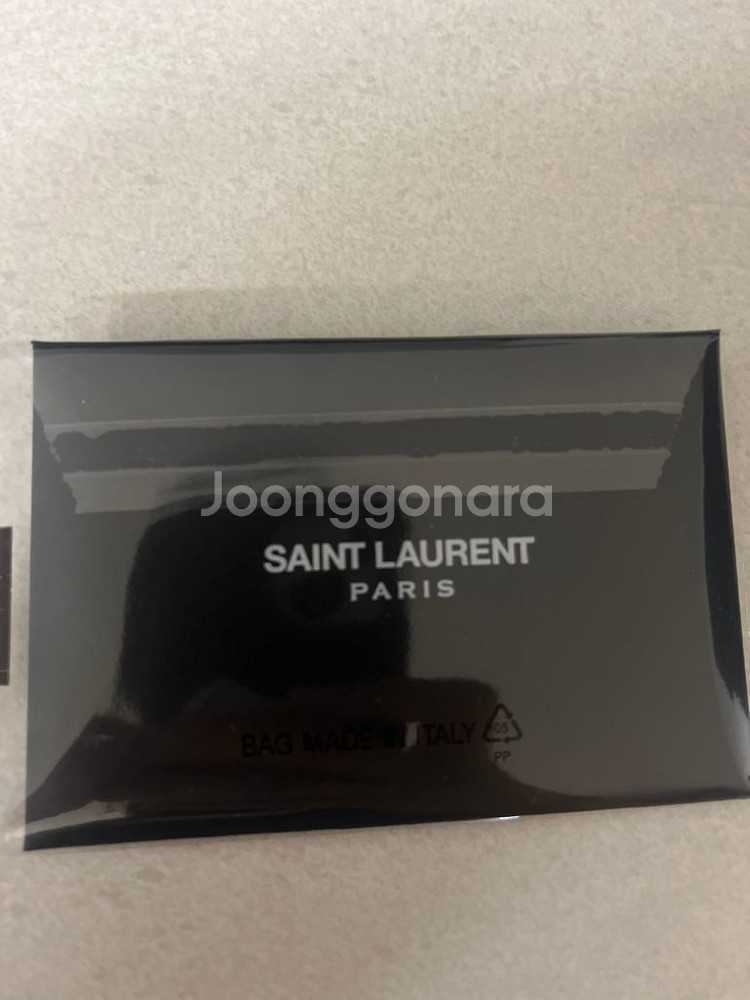 Joonggonara
SAINT LAURENT
PARIS
BAG MADE IN ITALY
05
PP